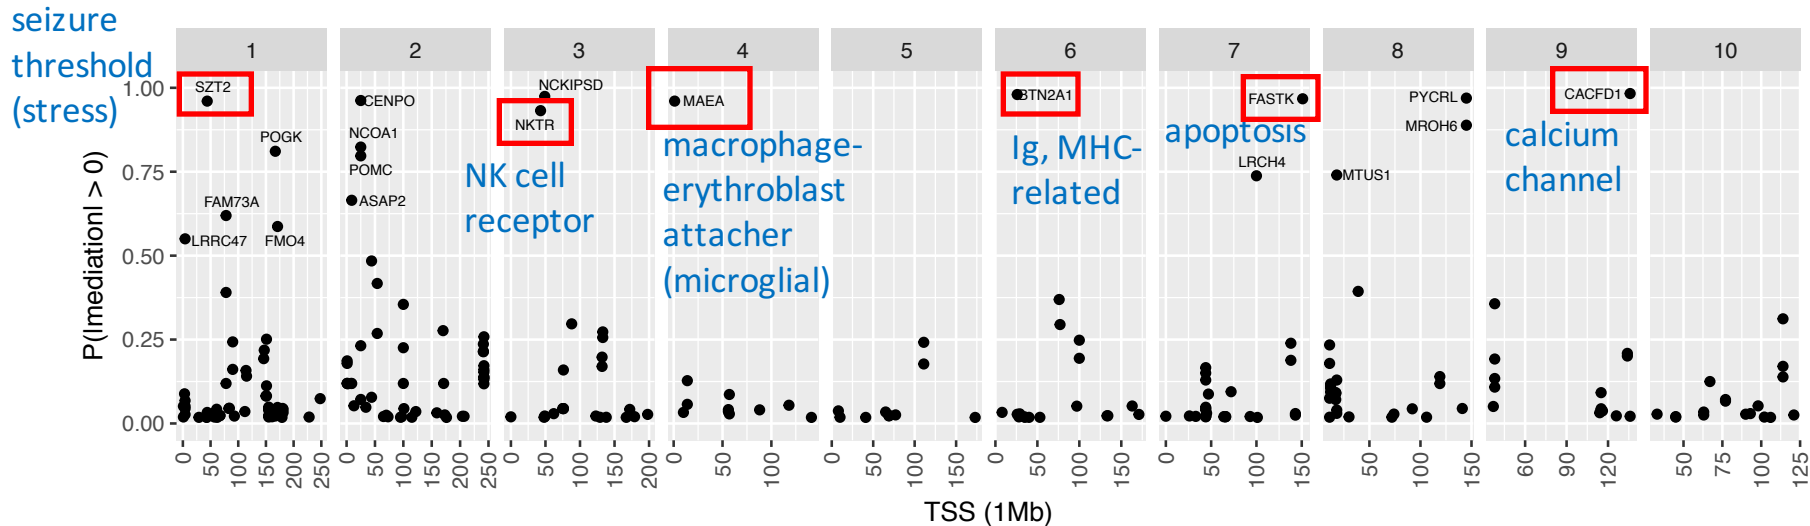 seizure
threshold
(stress)
1 2 3 4 5 6 7 8 9 10
P(|mediation| > 0)
1.00
0.75
0.50
0.25
0.00
SZT2
POGK
FAM73A
LRRC47
FMO4
CENPO
NCOA1
POMC
ASAP2
NCKIPSD
NKTR
NK cell
receptor
MAEA
macrophage-
erythroblast
attacher
(microglial)
BTN2A1
Ig, MHC-
related
FASTK
apoptosis
LRCH4
PYCRL
MROH6
MTUS1
CACFD1
calcium
channel
0 50 100 150 200 250
0 50 100 150 200 250
0 50 100 150 200
0 50 100
0 50 100 150
0 50 100 150
0 50 100 150
50 100 150
60 90 120
50 75 100 125
TSS (1Mb)